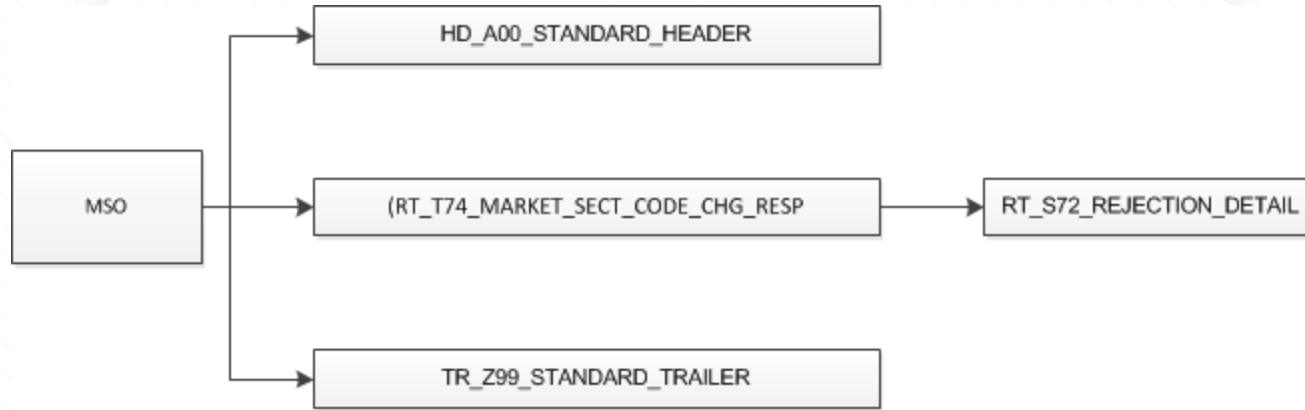 HD_A00_STANDARD_HEADER
MSO
(RT_T74_MARKET_SECT_CODE_CHG_RESP
RT_S72_REJECTION_DETAIL
TR_Z99_STANDARD_TRAILER